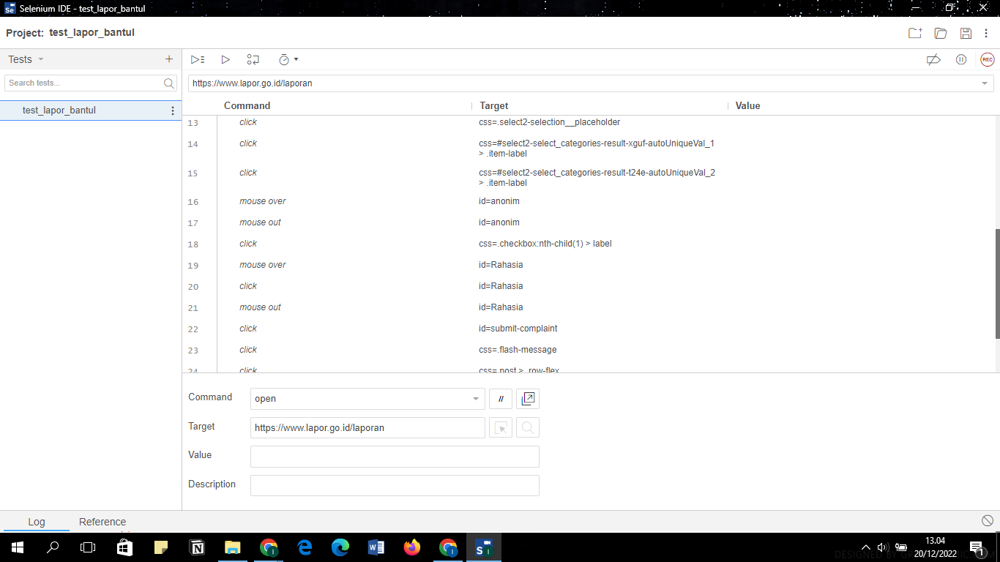 Selenium IDE - test_lapor_bantul
Project: test_lapor_bantul
Tests
Search tests...
test_lapor_bantul
REC
https://www.lapor.go.id/laporan
Command Target Value
13 click css=.select2-selection__placeholder
14 click css=#select2-select_categories-result-xguf-autoUniqueVal_1
> .item-label
15 click css=#select2-select_categories-result-t24e-autoUniqueVal_2
> .item-label
16 mouse over id=anonim
17 mouse out id=anonim
18 click css=.checkbox:nth-child(1) > label
19 mouse over id=Rahasia
20 click id=Rahasia
21 mouse out id=Rahasia
22 click id=submit-complaint
23 click css=.flash-message
24 click css=.post > .row-flex
Command open //
Target https://www.lapor.go.id/laporan
Value
Description
Log Reference
13.04
20/12/2022
1